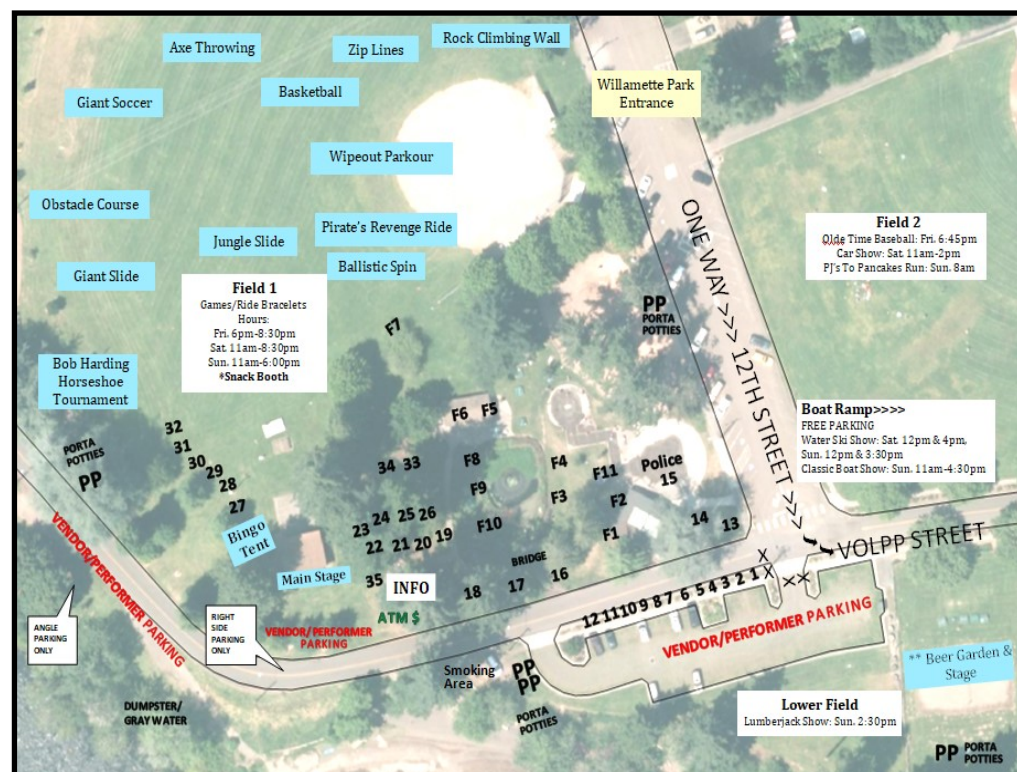 Axe Throwing
Zip Lines
Rock Climbing Wall
Giant Soccer
Basketball
Willamette Park
Entrance
Wipeout Parkour
Obstacle Course
Jungle Slide
Pirate's Revenge Ride
Giant Slide
Ballistic Spin
Field 1
Games/Ride Bracelets
Hours:
Fri. 6pm-8:30pm
Sat. 11am-8:30pm
Sun. 11am-6:00pm
*Snack Booth
ONE WAY >>> 12TH STREET >>>
Field 2
Olde Time Baseball: Fri. 6:45pm
Car Show: Sat. 11am-2pm
PJ's To Pancakes Run: Sun. 8am
PP
PORTA
POTTIES
F7
Bob Harding
Horseshoe
Tournament
Boat Ramp>>>>
FREE PARKING
Water Ski Show: Sat. 12pm & 4pm,
Sun. 12pm & 3:30pm
Classic Boat Show: Sun. 11am-4:30pm
F6 F5
32
31
30
29
28
27
PORTA
POTTIES
PP
34 33
F8
F4
F11
Police
15
F9
F3
F2
23 24 25 26
22 21 20 19
F10
F1
14 13
Bingo
Tent
BRIDGE
VOLPP STREET
Main Stage
35
INFO
18 17 16
ATM $
12 11 10 9 8 7 6 5 4 3 2 1
X
X
XX
VENDOR/PERFORMER PARKING
ANGLE
PARKING
ONLY
RIGHT
SIDE
PARKING
ONLY
VENDOR/PERFORMER
PARKING
VENDOR/PERFORMER PARKING
Smoking
Area
PP
PP
PORTA
POTTIES
** Beer Garden &
Stage
DUMPSTER/
GRAY WATER
Lower Field
Lumberjack Show: Sun. 2:30pm
PP PORTA
POTTIES